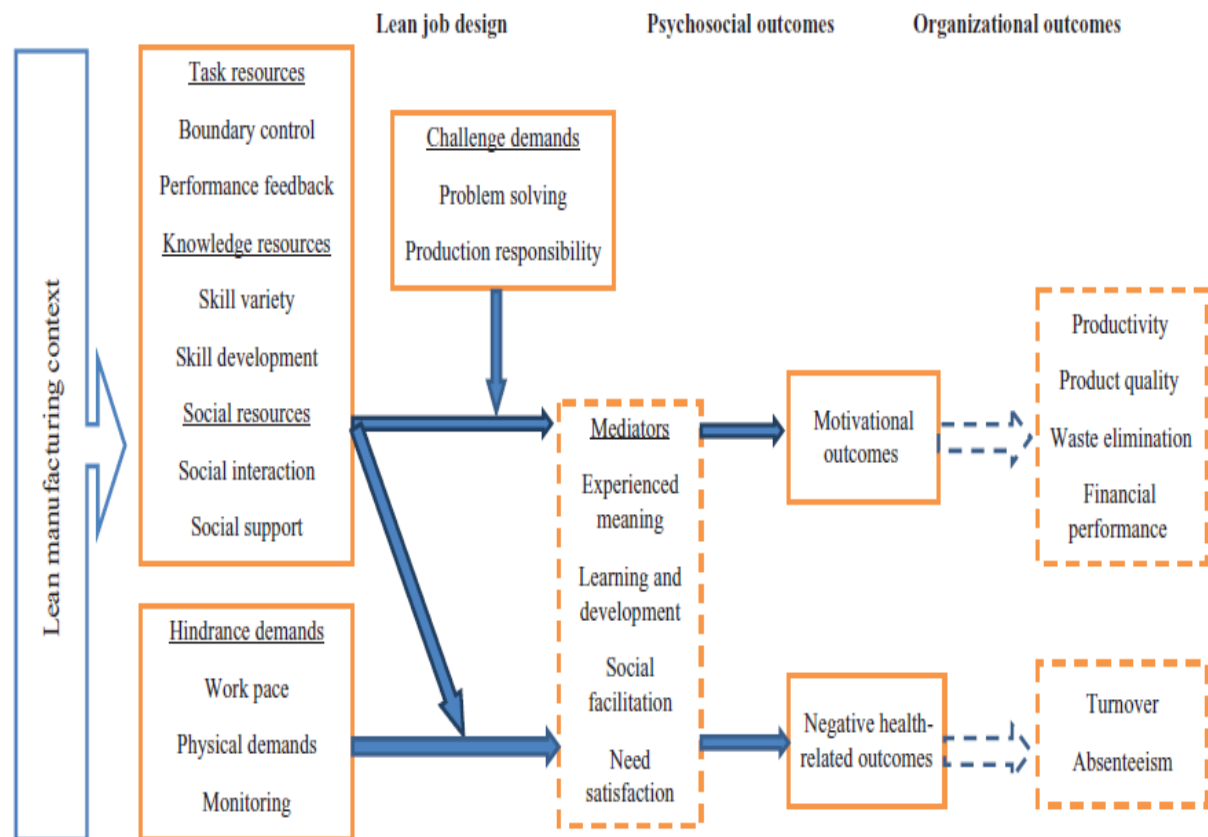 Lean job design
Psychosocial outcomes
Organizational outcomes
Lean manufacturing context
Task resources
Boundary control
Performance feedback
Knowledge resources
Skill variety
Skill development
Social resources
Social interaction
Social support
Hindrance demands
Work pace
Physical demands
Monitoring
Challenge demands
Problem solving
Production responsibility
Mediators
Experienced
meaning
Learning and
development
Social
facilitation
Need
satisfaction
Motivational
outcomes
Negative health-
related outcomes
Productivity
Product quality
Waste elimination
Financial
performance
Turnover
Absenteeism